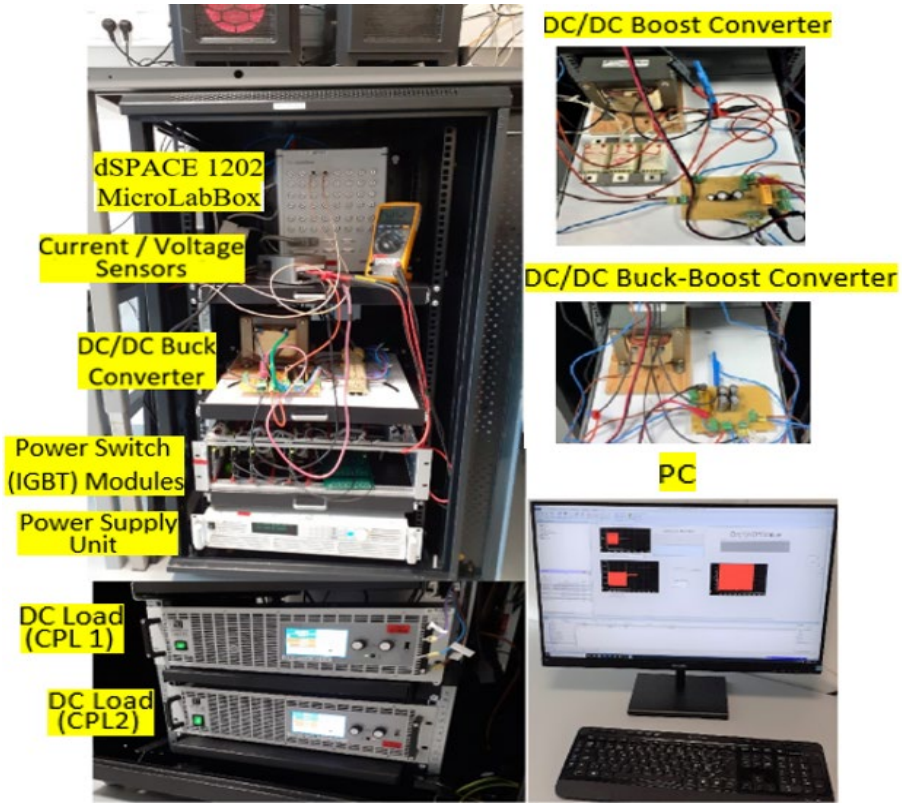 DC/DC Boost Converter
dSPACE 1202
MicroLabBox
Current / Voltage
Sensors
DC/DC Buck-Boost Converter
DC/DC Buck
Converter
Power Switch
(IGBT) Modules
PC
Power Supply
Unit
DC Load
(CPL 1)
DC Load
(CPL2)